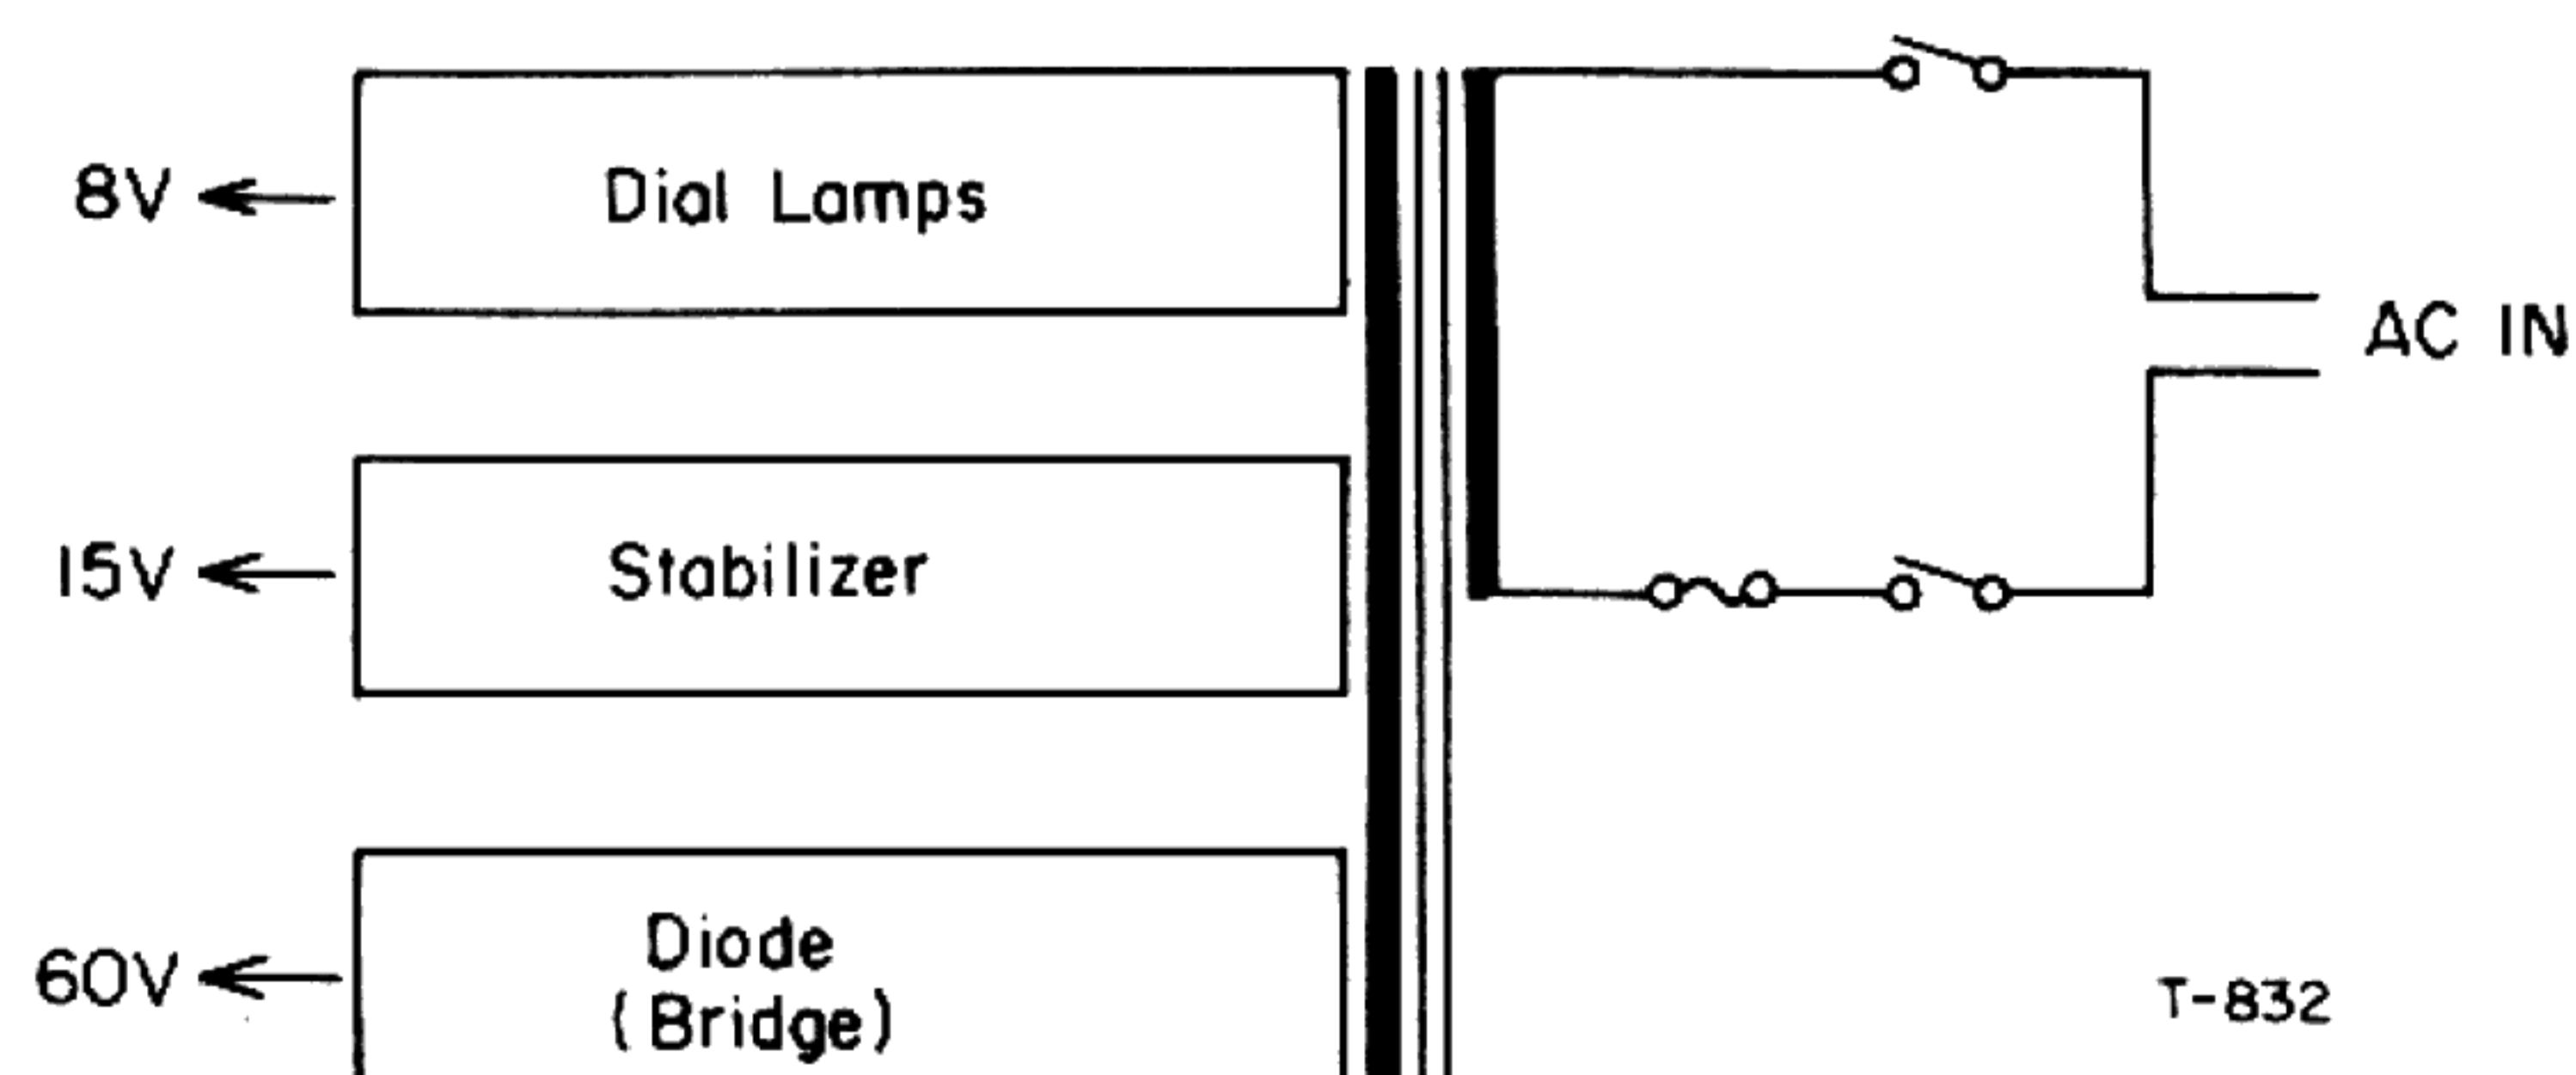 8V
Dial Lamps
AC IN
15V
Stabilizer
60V
Diode
(Bridge)
T-832